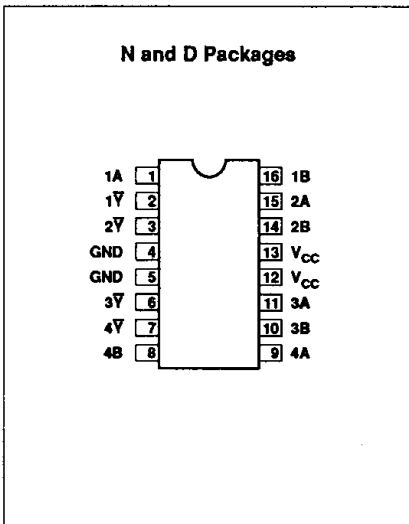 N and D Packages
1A 1 16 1B
1Y̅ 2 15 2A
2Y̅ 3 14 2B
GND 4 13 VCC
GND 5 12 VCC
3Y̅ 6 11 3A
4Y̅ 7 10 3B
4B 8 9 4A